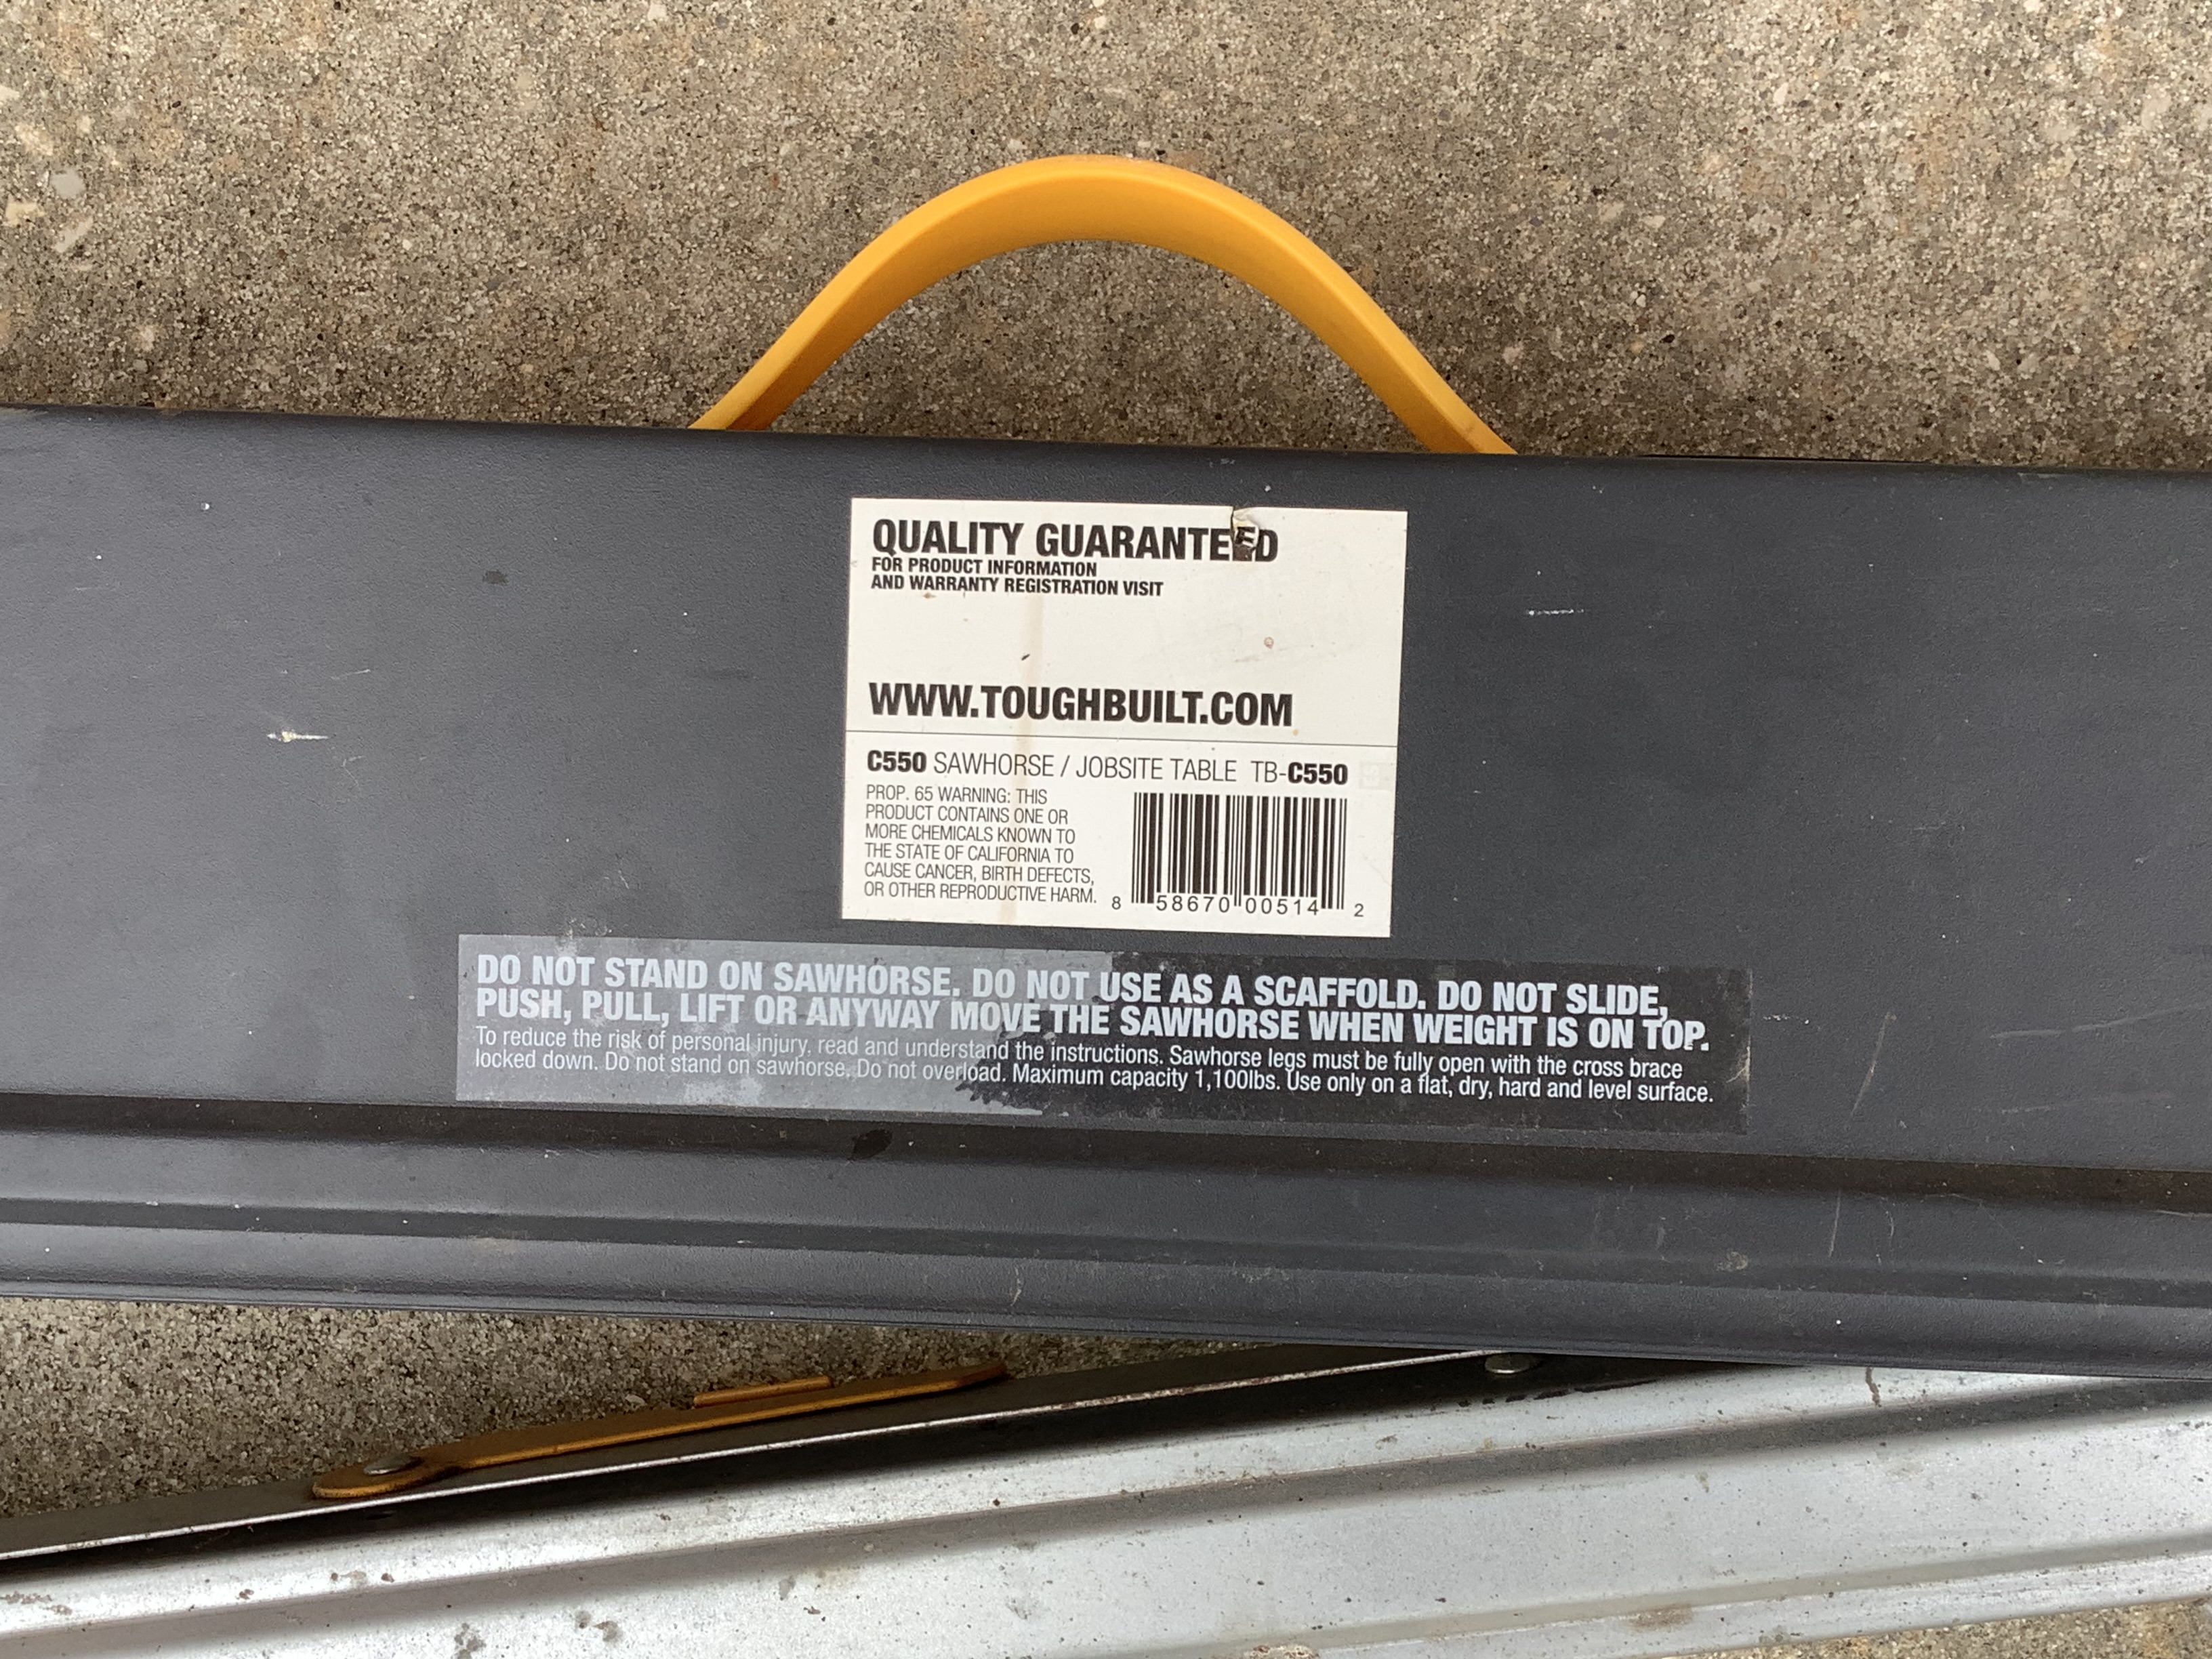 QUALITY GUARANTEED
FOR PRODUCT INFORMATION
AND WARRANTY REGISTRATION VISIT
WWW.TOUGHBUILT.COM
C550 SAWHORSE / JOBSITE TABLE TB-C550
PROP. 65 WARNING: THIS
PRODUCT CONTAINS ONE OR
MORE CHEMICALS KNOWN TO
THE STATE OF CALIFORNIA TO
CAUSE CANCER, BIRTH DEFECTS,
OR OTHER REPRODUCTIVE HARM.
8 58670 00514 2
DO NOT STAND ON SAWHORSE. DO NOT USE AS A SCAFFOLD. DO NOT SLIDE,
PUSH, PULL, LIFT OR ANYWAY MOVE THE SAWHORSE WHEN WEIGHT IS ON TOP.
To reduce the risk of personal injury, read and understand the instructions. Sawhorse legs must be fully open with the cross brace
locked down. Do not stand on sawhorse. Do not overload. Maximum capacity 1,100lbs. Use only on a flat, dry, hard and level surface.